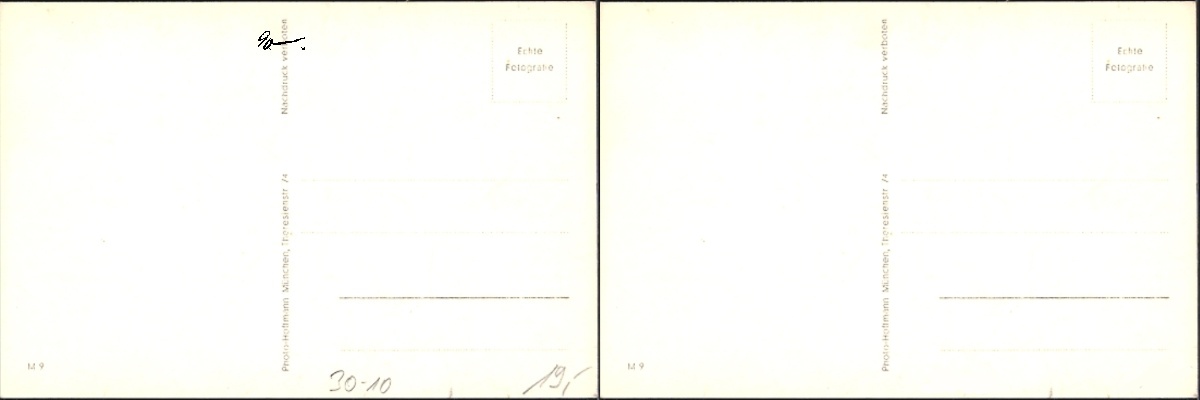 90-.
Nachdruck verboten
Echte
Fotografie
Photo-Hoffmann München, Theresienstr. 74
M 9
30-10
19,-
Nachdruck verboten
Echte
Fotografie
Photo-Hoffmann München, Theresienstr. 74
M 9